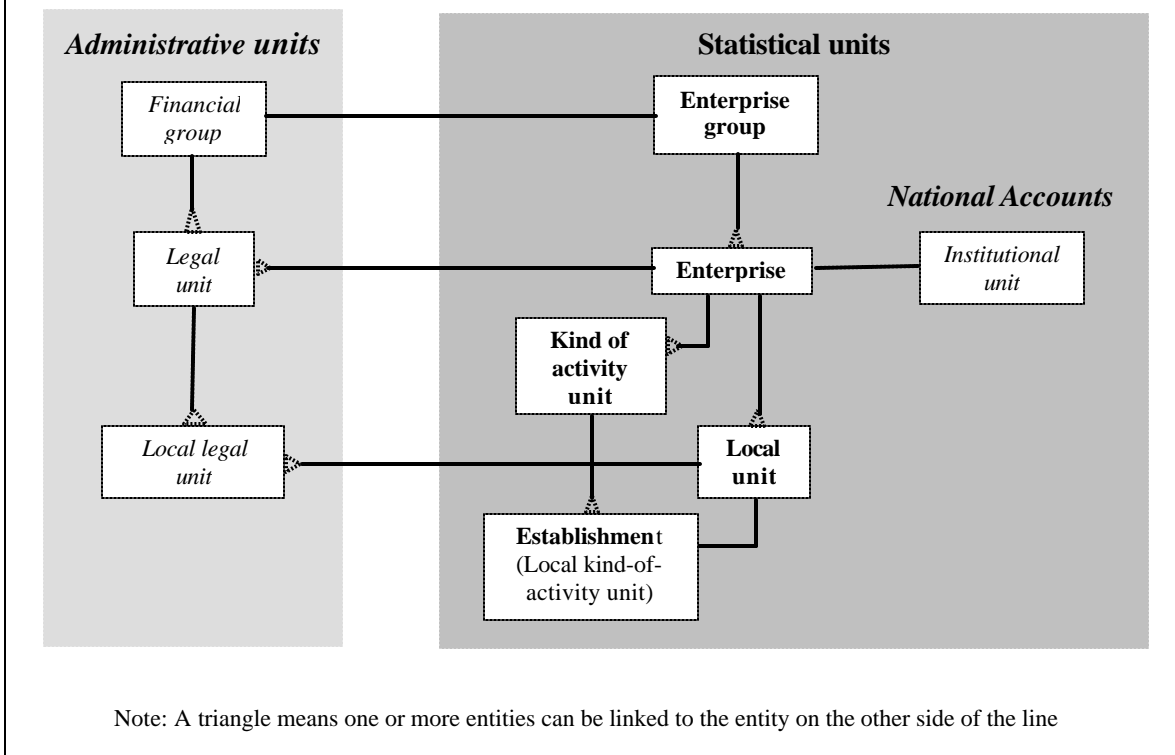 Administrative units
Financial
group
Legal
unit
Local legal
unit
Statistical units
Enterprise
group
National Accounts
Enterprise
Institutional
unit
Kind of
activity
unit
Local
unit
Establishment
(Local kind-of-
activity unit)
Note: A triangle means one or more entities can be linked to the entity on the other side of the line